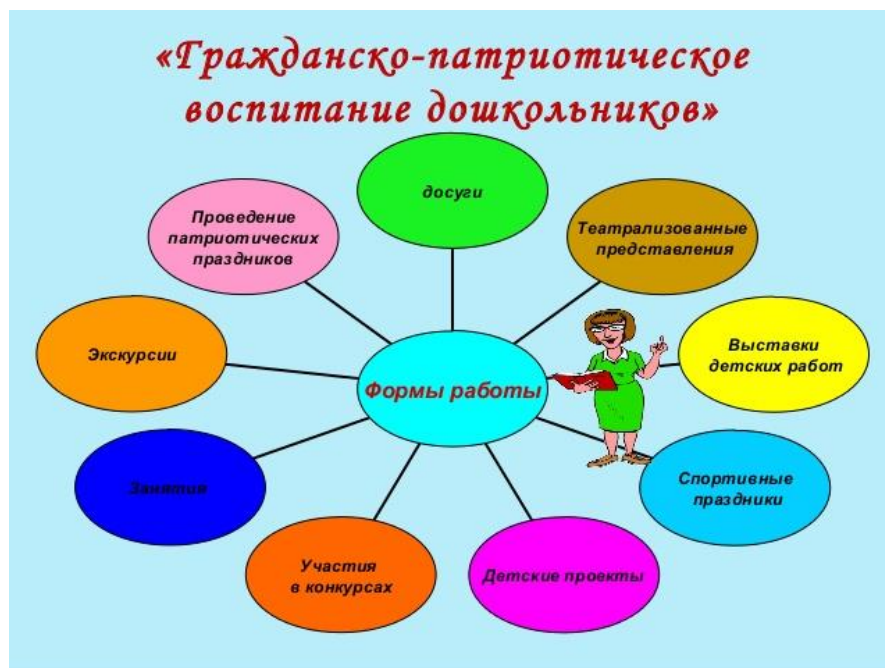 «Гражданско-патриотическое
воспитание дошкольников»
досуги
Проведение
патриотических
праздников
Театрализованные
представления
Экскурсии
Выставки
детских работ
Формы работы
Занятия
Спортивные
праздники
Участия
в конкурсах
Детские проекты